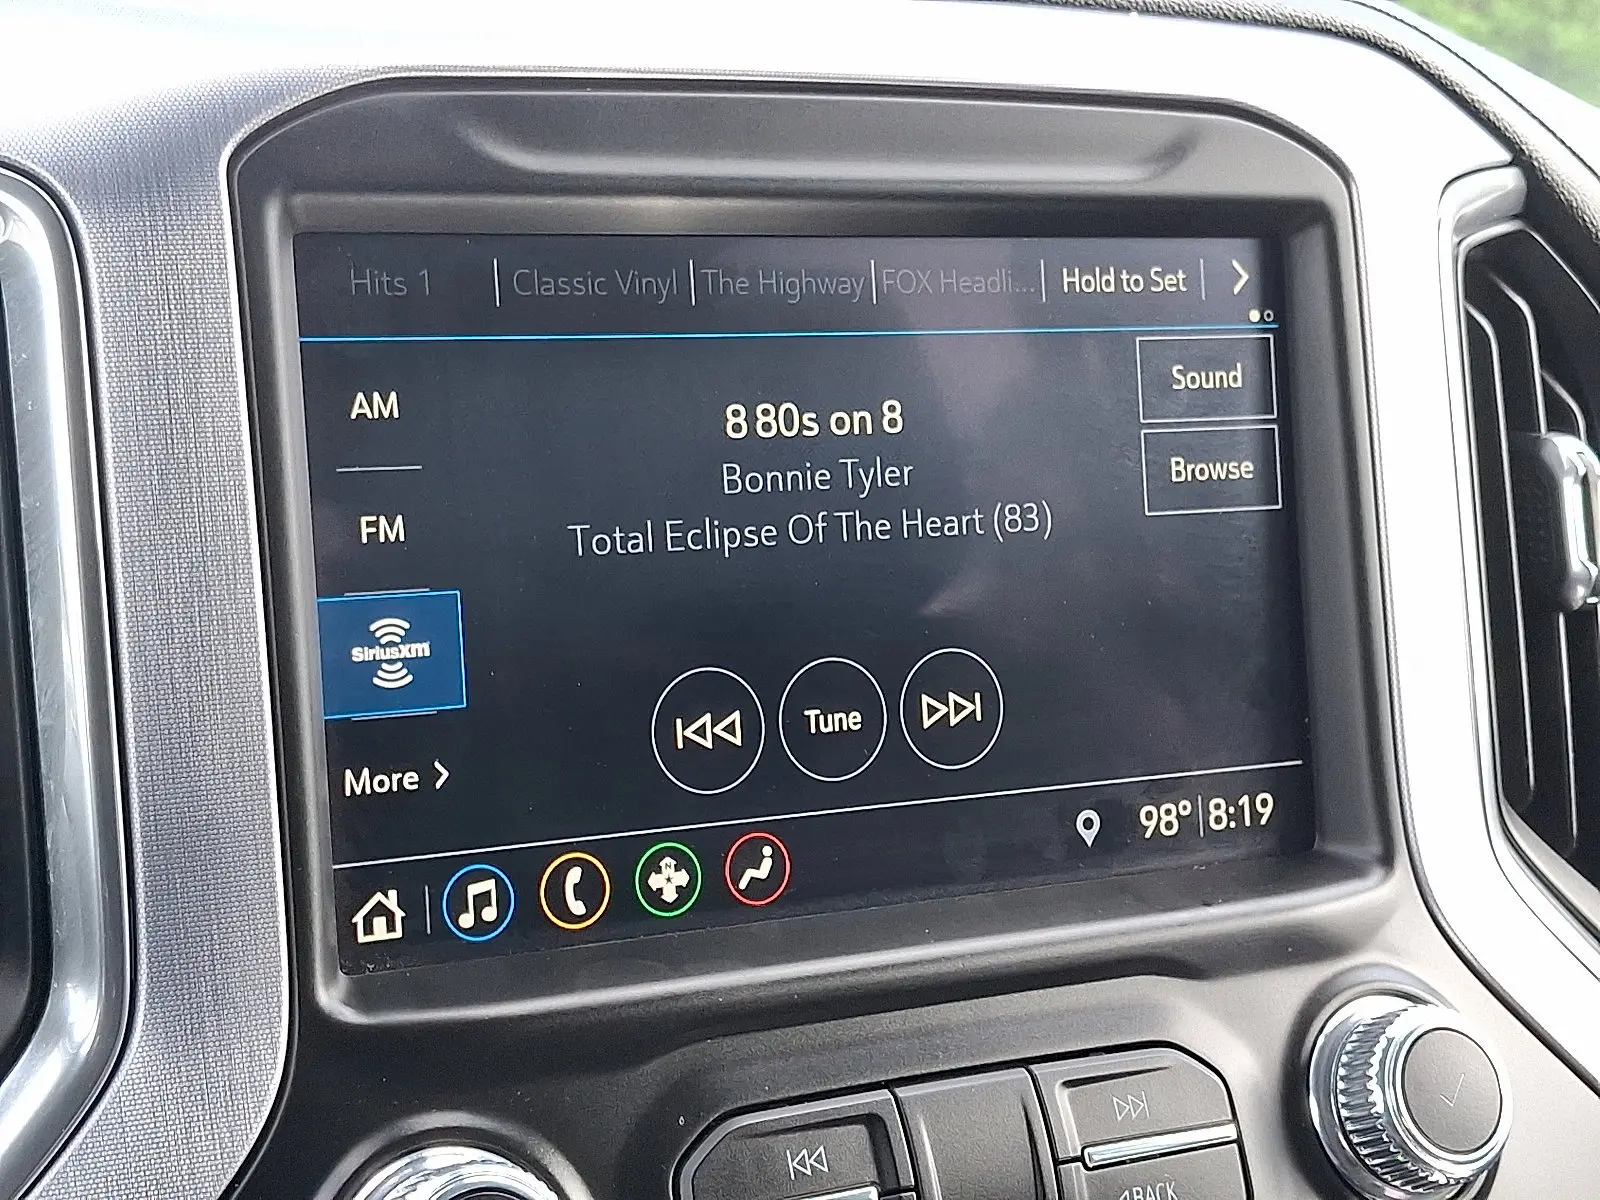 Hits 1 | Classic Vinyl | The Highway | FOX Headli... | Hold to Set
Sound
AM
8 80s on 8
Browse
Bonnie Tyler
FM
Total Eclipse Of The Heart (83)
SiriusXM
Tune
More
98° | 8:19
N
BACK